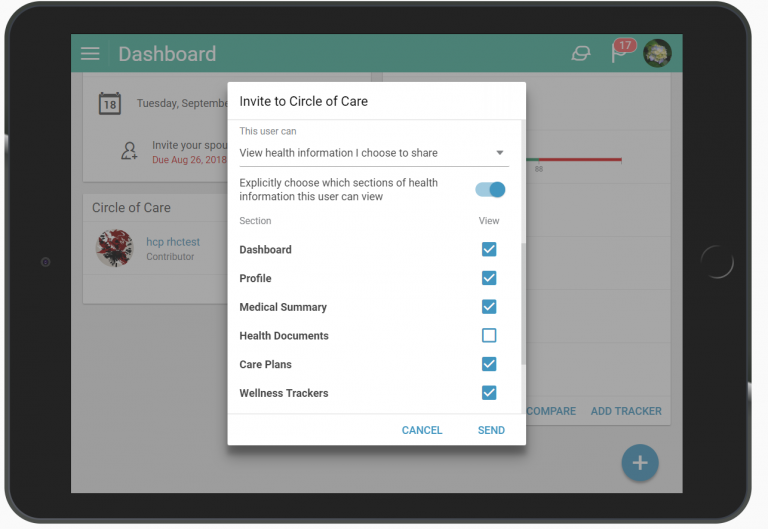 Dashboard
17
18
Tuesday, Septembe
Invite your spou
Due Aug 26, 2018
Circle of Care
hcp rhctest
Contributor
Invite to Circle of Care
This user can
View health information I choose to share
Explicitly choose which sections of health
information this user can view
Section View
Dashboard
Profile
Medical Summary
Health Documents
Care Plans
Wellness Trackers
CANCEL SEND
88
COMPARE ADD TRACKER